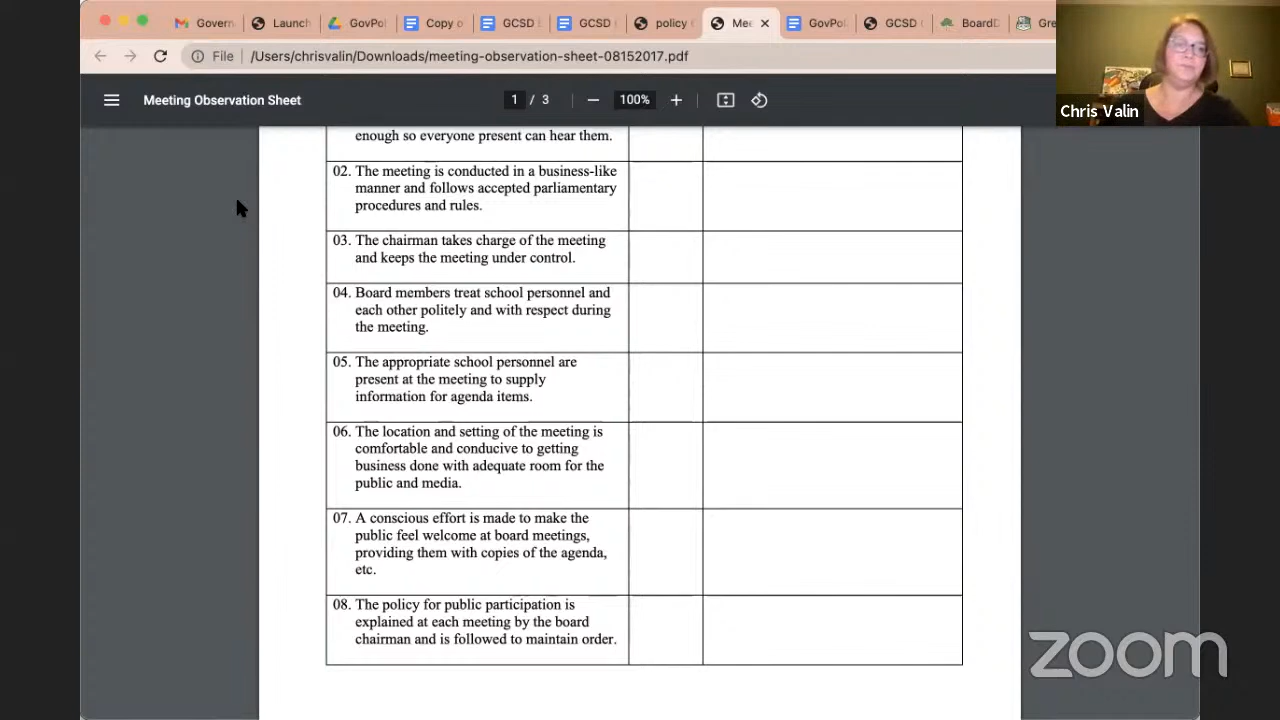 Govern
Launch
GovPol
Copy o
GCSD
GCSD
policy
Mee
GovPol
GCSD
BoardD
Gre
File
/Users/chrisvalin/Downloads/meeting-observation-sheet-08152017.pdf
Meeting Observation Sheet
1 / 3
100%
Chris Valin
enough so everyone present can hear them.
02. The meeting is conducted in a business-like
manner and follows accepted parliamentary
procedures and rules.
03. The chairman takes charge of the meeting
and keeps the meeting under control.
04. Board members treat school personnel and
each other politely and with respect during
the meeting.
05. The appropriate school personnel are
present at the meeting to supply
information for agenda items.
06. The location and setting of the meeting is
comfortable and conducive to getting
business done with adequate room for the
public and media.
07. A conscious effort is made to make the
public feel welcome at board meetings,
providing them with copies of the agenda,
etc.
08. The policy for public participation is
explained at each meeting by the board
chairman and is followed to maintain order.
zoom